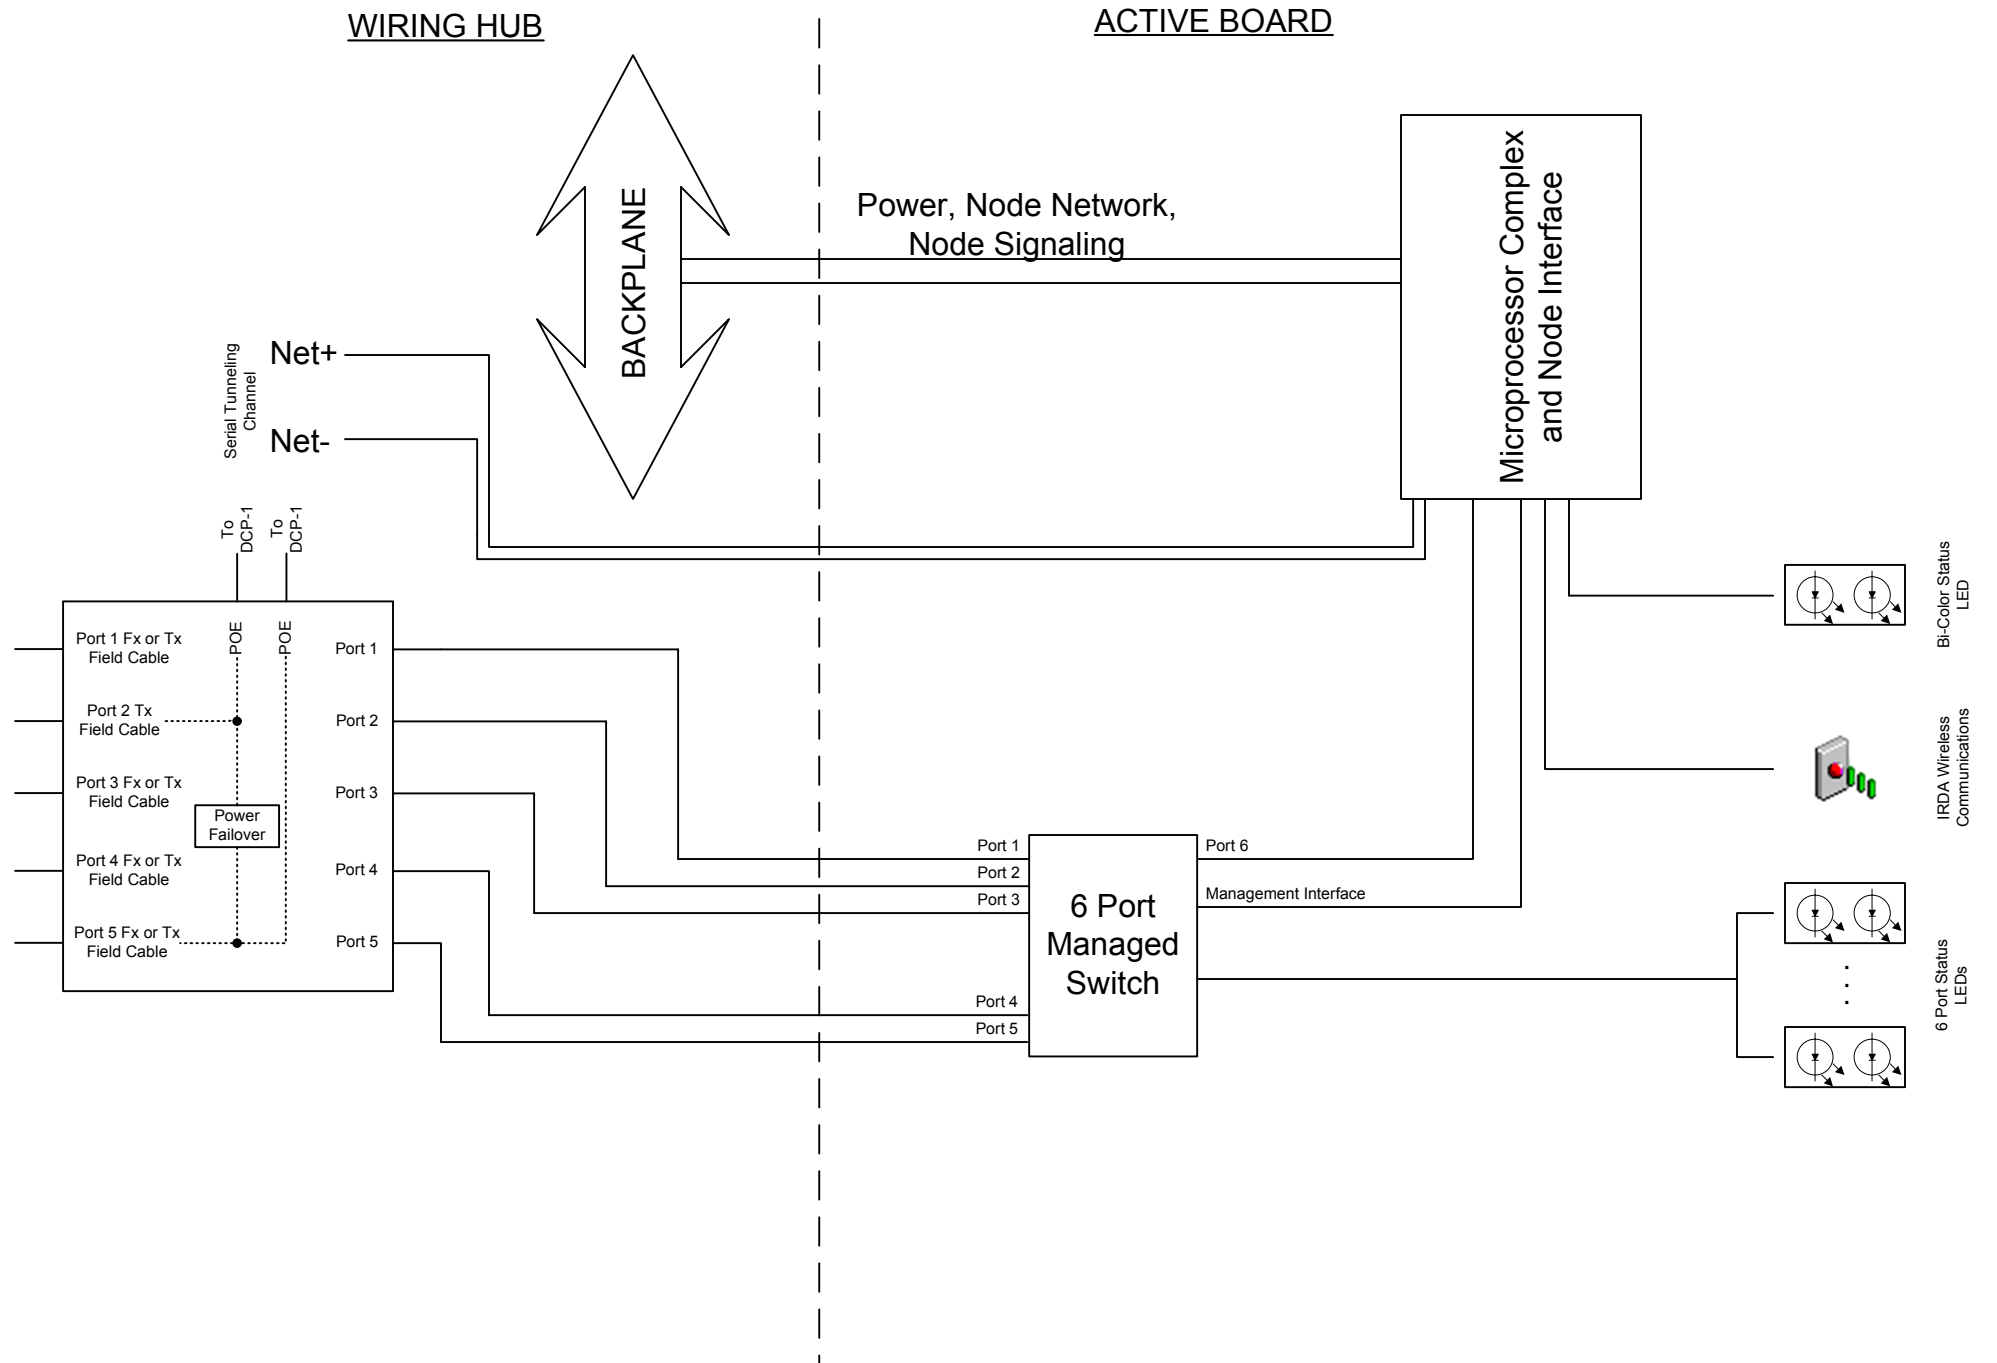 WIRING HUB
ACTIVE BOARD
BACKPLANE
Power, Node Network,
Node Signaling
Microprocessor Complex
and Node Interface
Serial Tunneling
Channel
Net+
Net-
To
DCP-1
To
DCP-1
POE
POE
Port 1 Fx or Tx
Field Cable
Port 2 Tx
Field Cable
Port 3 Fx or Tx
Field Cable
Power
Failover
Port 4 Fx or Tx
Field Cable
Port 5 Fx or Tx
Field Cable
Port 1
Port 2
Port 3
Port 4
Port 5
Port 1
Port 2
Port 3
Port 4
Port 5
6 Port
Managed
Switch
Port 6
Management Interface
Bi-Color Status
LED
IRDA Wireless
Communications
6 Port Status
LEDs